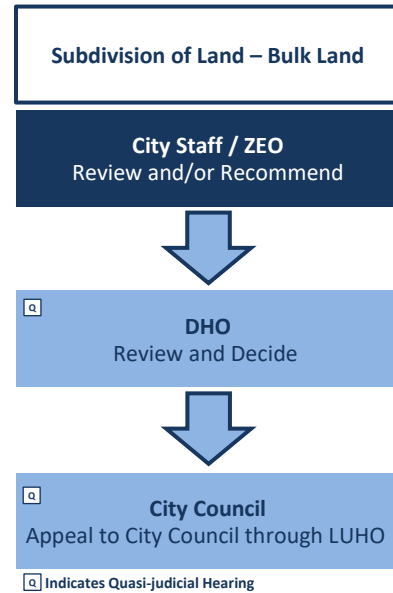 Subdivision of Land – Bulk Land
City Staff / ZEO
Review and/or Recommend
Q
DHO
Review and Decide
Q
City Council
Appeal to City Council through LUHO
Q Indicates Quasi-judicial Hearing